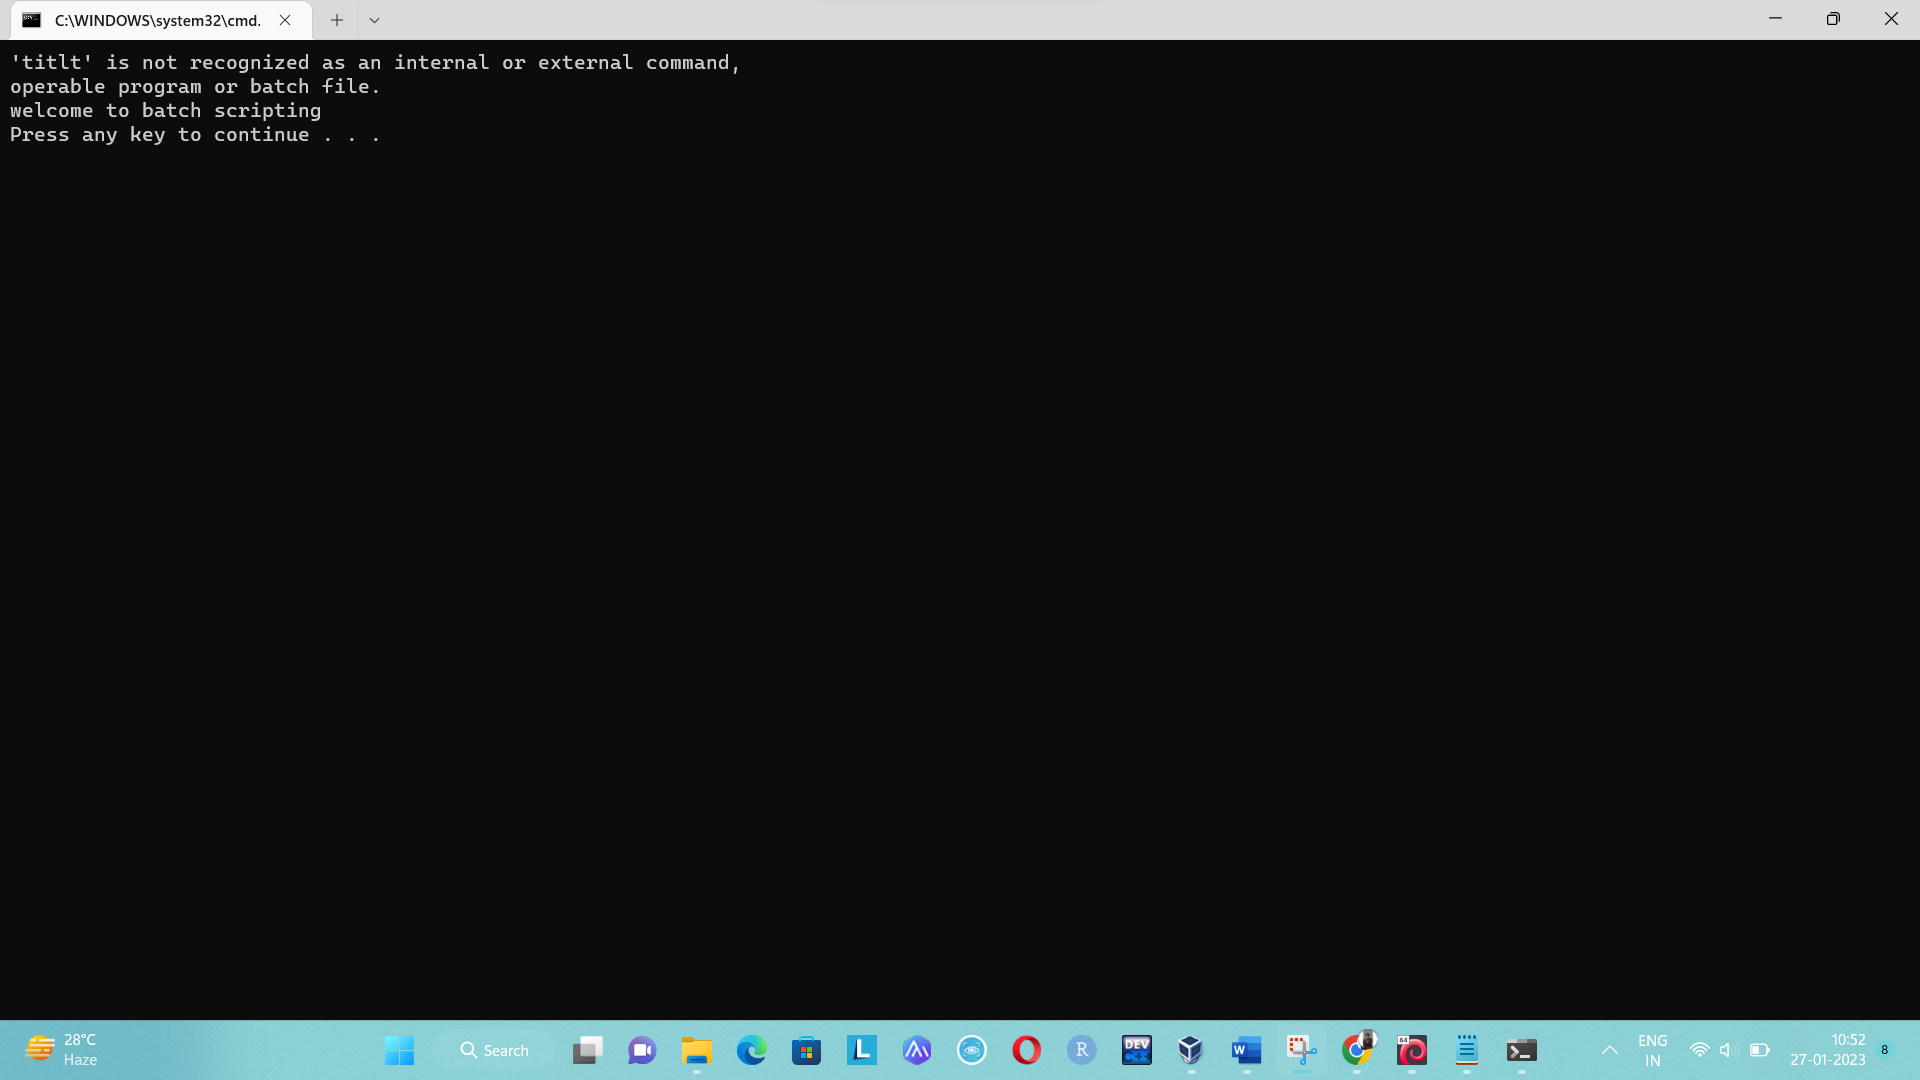 C:\WINDOWS\system32\cmd.
'titlt' is not recognized as an internal or external command,
operable program or batch file.
welcome to batch scripting
Press any key to continue . . .
28°C
Haze
Search
L
R
DEV
C++
W
64
ENG
IN
10:52
27-01-2023
8